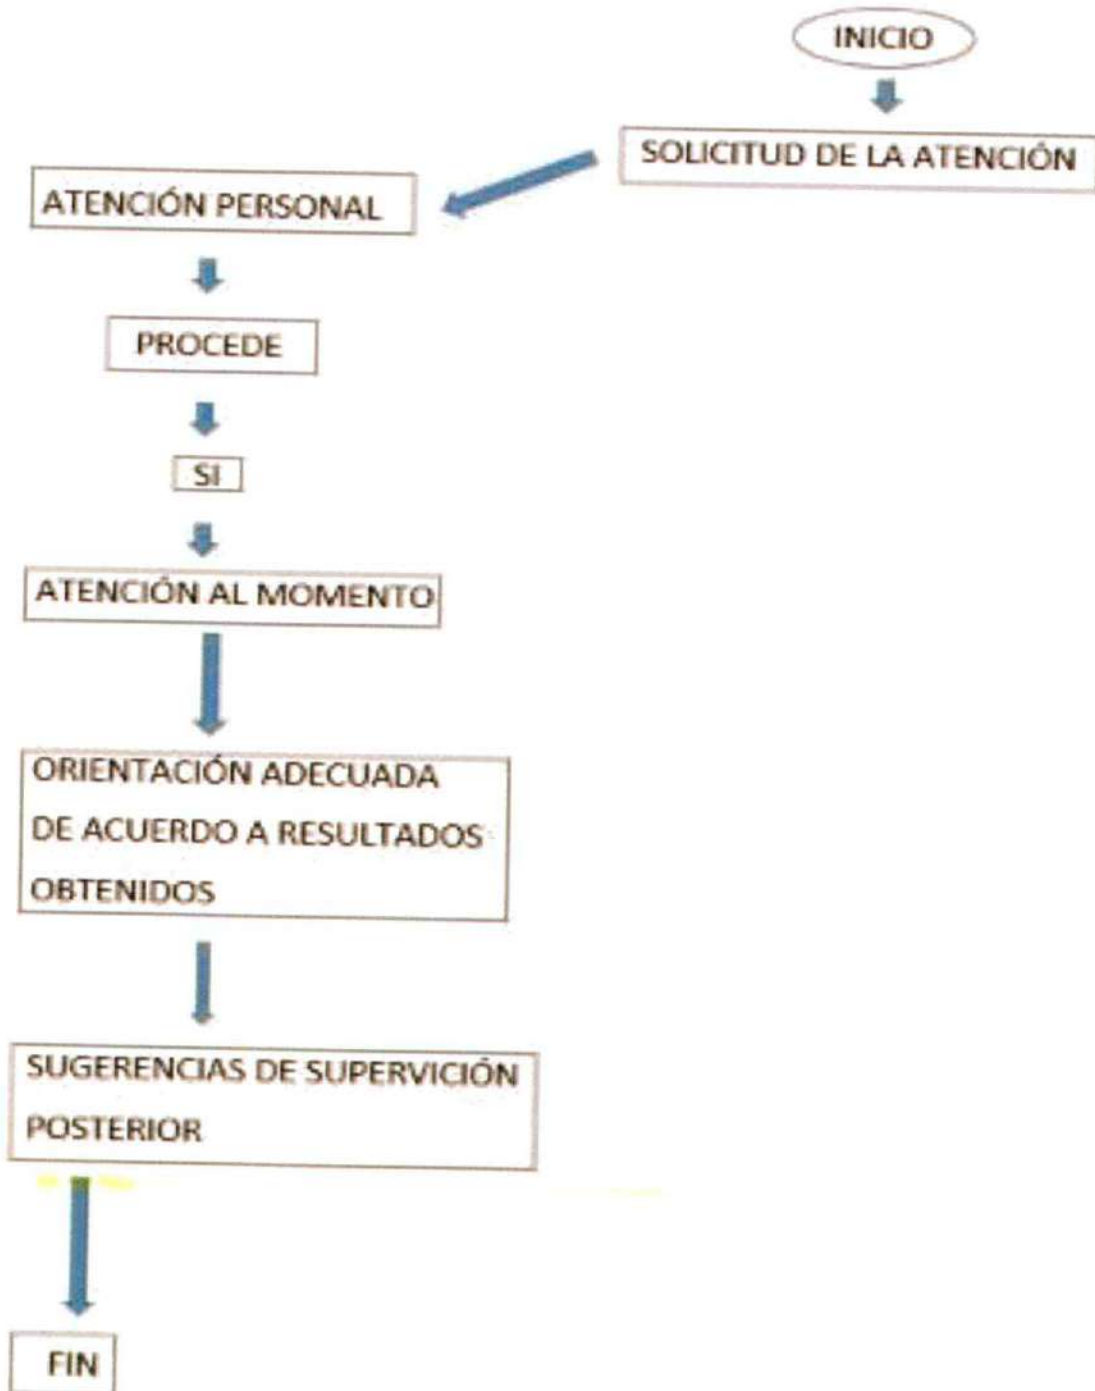 INICIO
SOLICITUD DE LA ATENCIÓN
ATENCIÓN PERSONAL
PROCEDE
SI
ATENCIÓN AL MOMENTO
ORIENTACIÓN ADECUADA
DE ACUERDO A RESULTADOS
OBTENIDOS
SUGERENCIAS DE SUPERVICIÓN
POSTERIOR
FIN